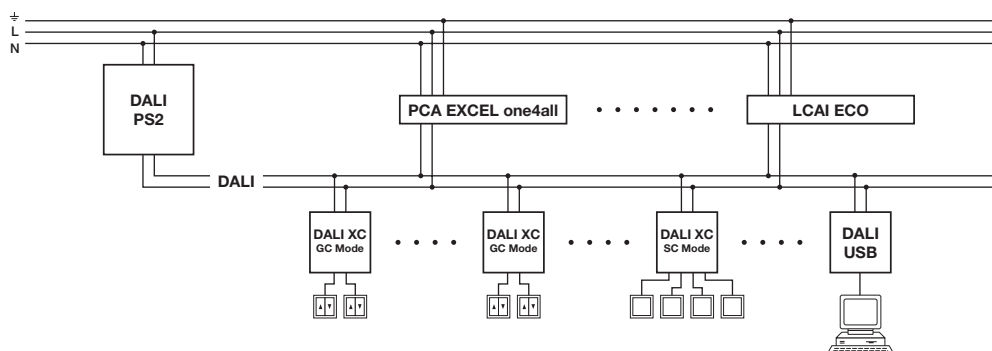 L
N
DALI
PS2
PCA EXCEL one4all
LCAI ECO
DALI
DALI XC
GC Mode
DALI XC
GC Mode
DALI XC
SC Mode
DALI
USB